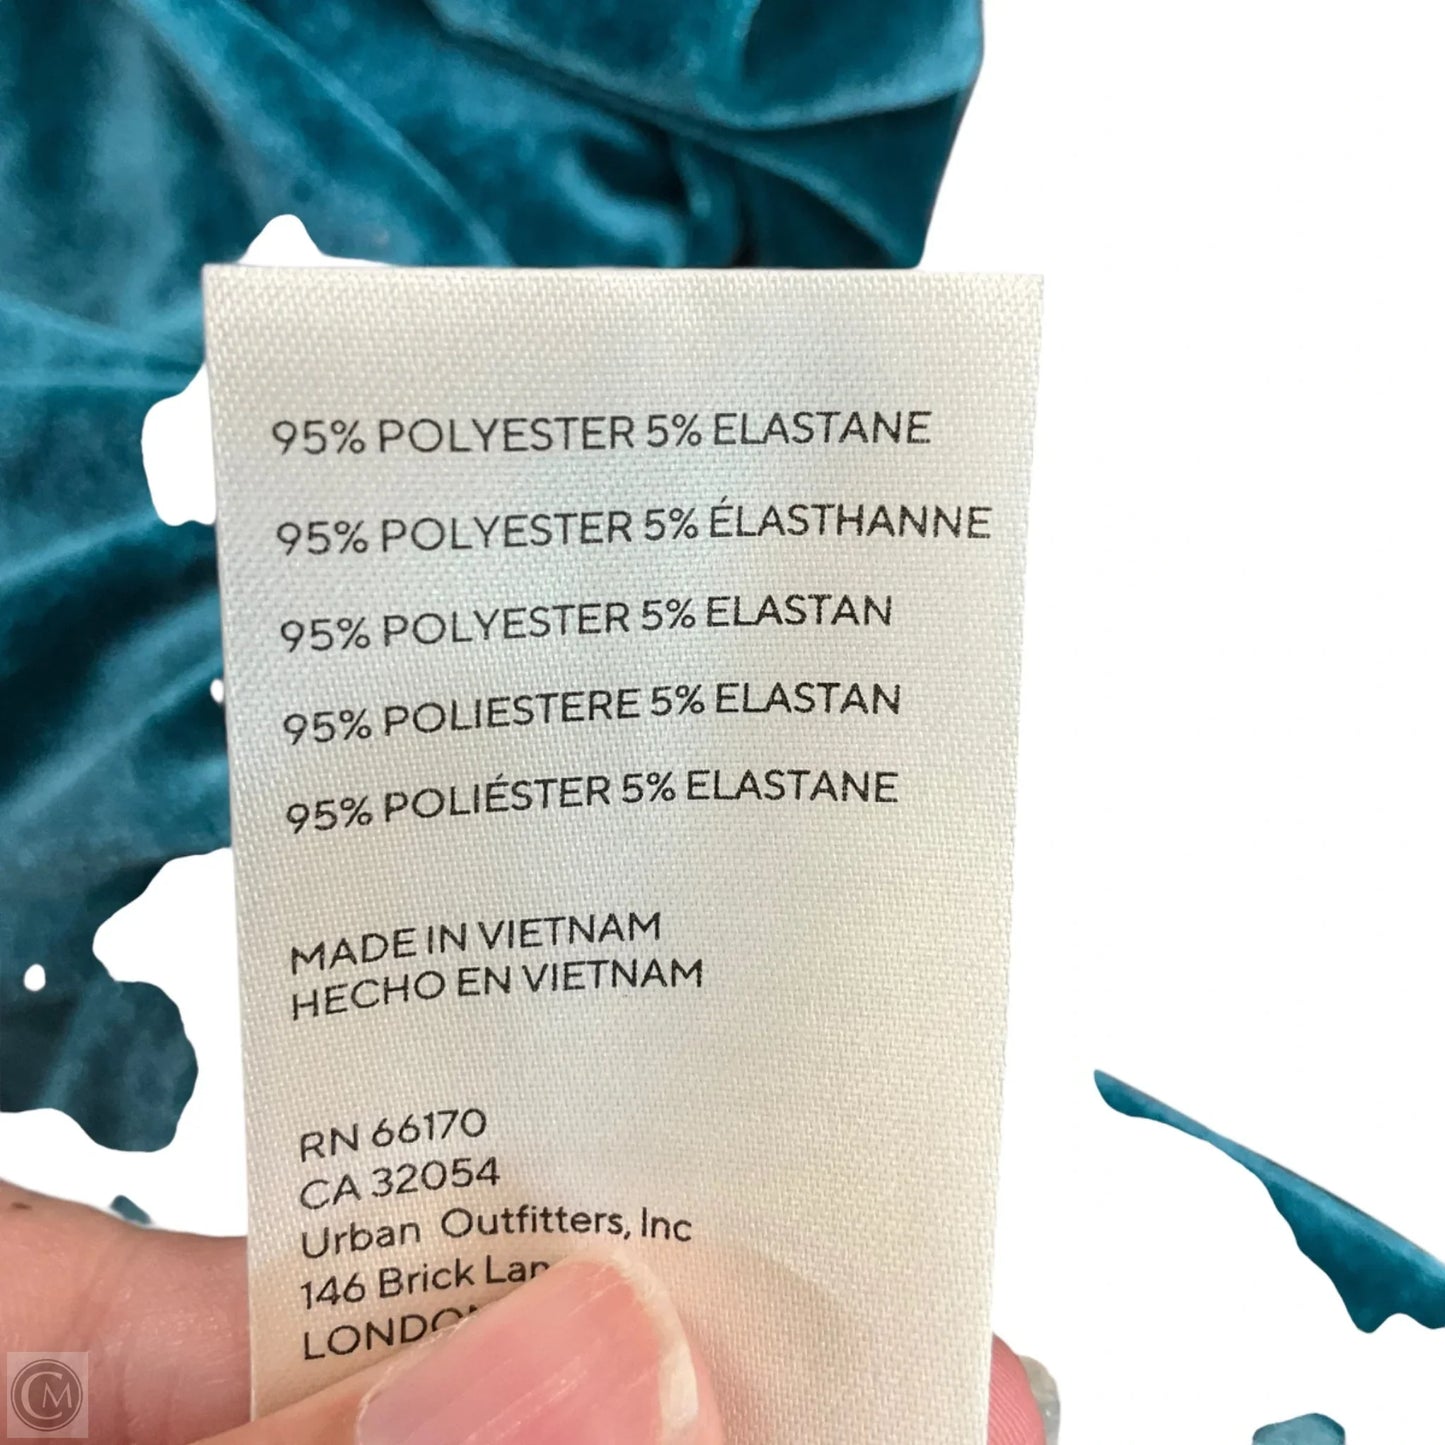 95% POLYESTER 5% ELASTANE
95% POLYESTER 5% ÉLASTHANNE
95% POLYESTER 5% ELASTAN
95% POLIESTERE 5% ELASTAN
95% POLIÉSTER 5% ELASTANE
MADE IN VIETNAM
HECHO EN VIETNAM
RN 66170
CA 32054
Urban Outfitters, Inc
146 Brick
CM